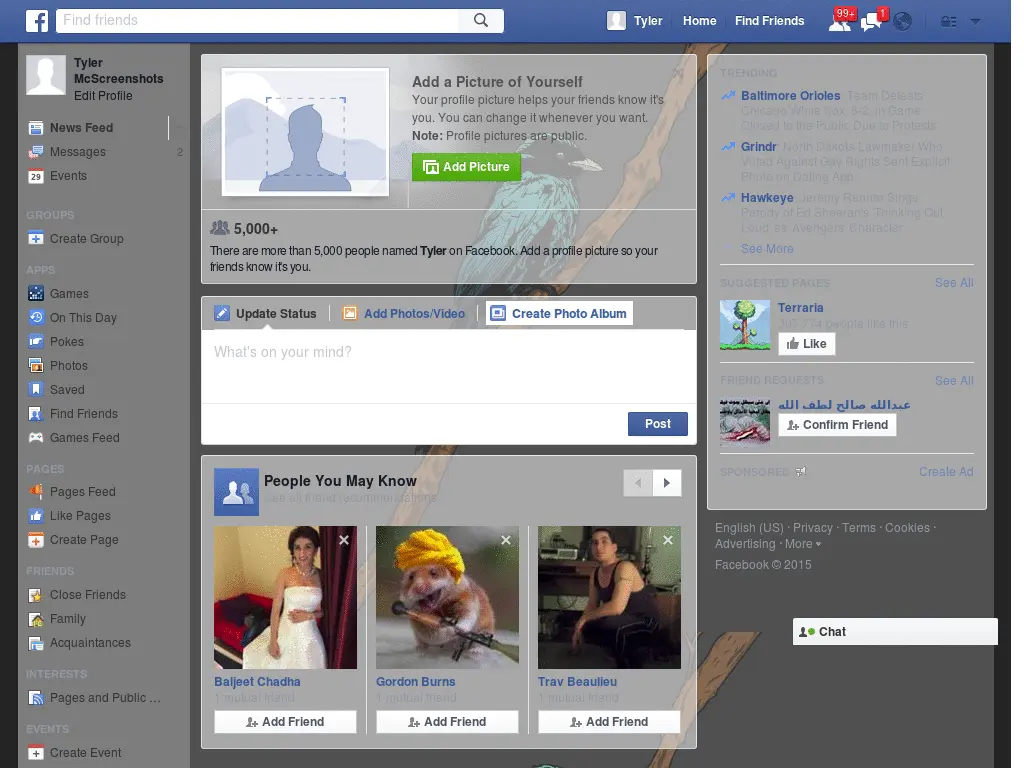 Find friends
Tyler
Home
Find Friends
99+
1
Tyler
McScreenshots
Edit Profile
News Feed
Messages
2
29
Events
GROUPS
Create Group
APPS
Games
On This Day
Pokes
Photos
Saved
Find Friends
Games Feed
PAGES
Pages Feed
Like Pages
Create Page
FRIENDS
Close Friends
Family
Acquaintances
INTERESTS
Pages and Public ...
EVENTS
Create Event
Add a Picture of Yourself
Your profile picture helps your friends know it's
you. You can change it whenever you want.
Note: Profile pictures are public.
Add Picture
5,000+
There are more than 5,000 people named Tyler on Facebook. Add a profile picture so your
friends know it's you.
Update Status
Add Photos/Video
Create Photo Album
What's on your mind?
Post
People You May Know
See all friend recommendations
Baljeet Chadha
1 mutual friend
Add Friend
Gordon Burns
1 mutual friend
Add Friend
Trav Beaulieu
1 mutual friend
Add Friend
TRENDING
Baltimore Orioles Team Defeats
Chicago White Sox, 8-2, in Game
Closed to the Public Due to Protests
Grindr North Dakota Lawmaker Who
Voted Against Gay Rights Sent Explicit
Photo on Dating App
Hawkeye Jeremy Renner Sings
Parody of Ed Sheeran's 'Thinking Out
Loud' as 'Avengers' Character
See More
SUGGESTED PAGES
See All
Terraria
people like this
Like
FRIEND REQUESTS
See All
عبدالله صالح لطف الله
Confirm Friend
SPONSORED
Create Ad
English (US) · Privacy · Terms · Cookies ·
Advertising · More
Facebook © 2015
Chat